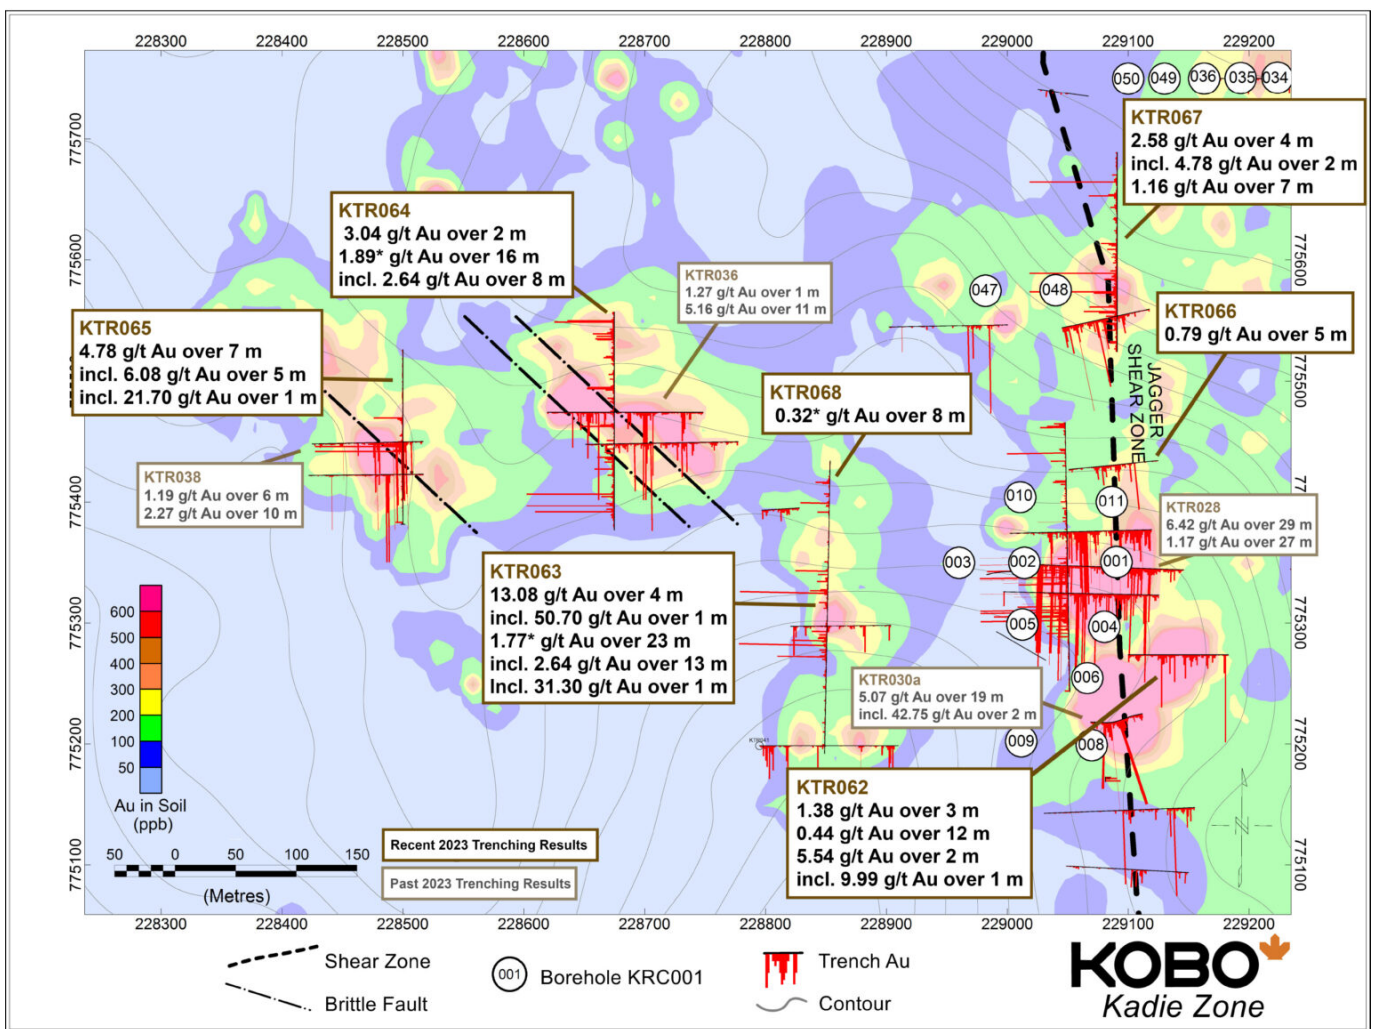 228300 228400 228500 228600 228700 228800 228900 229000 229100 229200
050 049 036 035 034
KTR067
2.58 g/t Au over 4 m
incl. 4.78 g/t Au over 2 m
1.16 g/t Au over 7 m
775700
KTR064
3.04 g/t Au over 2 m
1.89* g/t Au over 16 m
incl. 2.64 g/t Au over 8 m
775600
775600
KTR036
1.27 g/t Au over 1 m
5.16 g/t Au over 11 m
047 048
KTR066
0.79 g/t Au over 5 m
KTR065
4.78 g/t Au over 7 m
incl. 6.08 g/t Au over 5 m
incl. 21.70 g/t Au over 1 m
JAGGER
SHEAR ZONE
775500
KTR068
0.32* g/t Au over 8 m
KTR038
1.19 g/t Au over 6 m
2.27 g/t Au over 10 m
775400
010 011
KTR028
6.42 g/t Au over 29 m
1.17 g/t Au over 27 m
003 002 001
KTR063
13.08 g/t Au over 4 m
incl. 50.70 g/t Au over 1 m
1.77* g/t Au over 23 m
incl. 2.64 g/t Au over 13 m
Incl. 31.30 g/t Au over 1 m
775300
775300
005 004
006
KTR030a
5.07 g/t Au over 19 m
incl. 42.75 g/t Au over 2 m
775200
775200
009 008
KTR062
1.38 g/t Au over 3 m
0.44 g/t Au over 12 m
5.54 g/t Au over 2 m
incl. 9.99 g/t Au over 1 m
600
500
400
300
200
100
50
Au in Soil
(ppb)
50 0 50 100 150
(Metres)
Recent 2023 Trenching Results
Past 2023 Trenching Results
775100
775100
228300 228400 228500 228600 228700 228800 228900 229000 229100 229200
Shear Zone
Brittle Fault
001 Borehole KRC001
Trench Au
Contour
KOBO
Kadie Zone